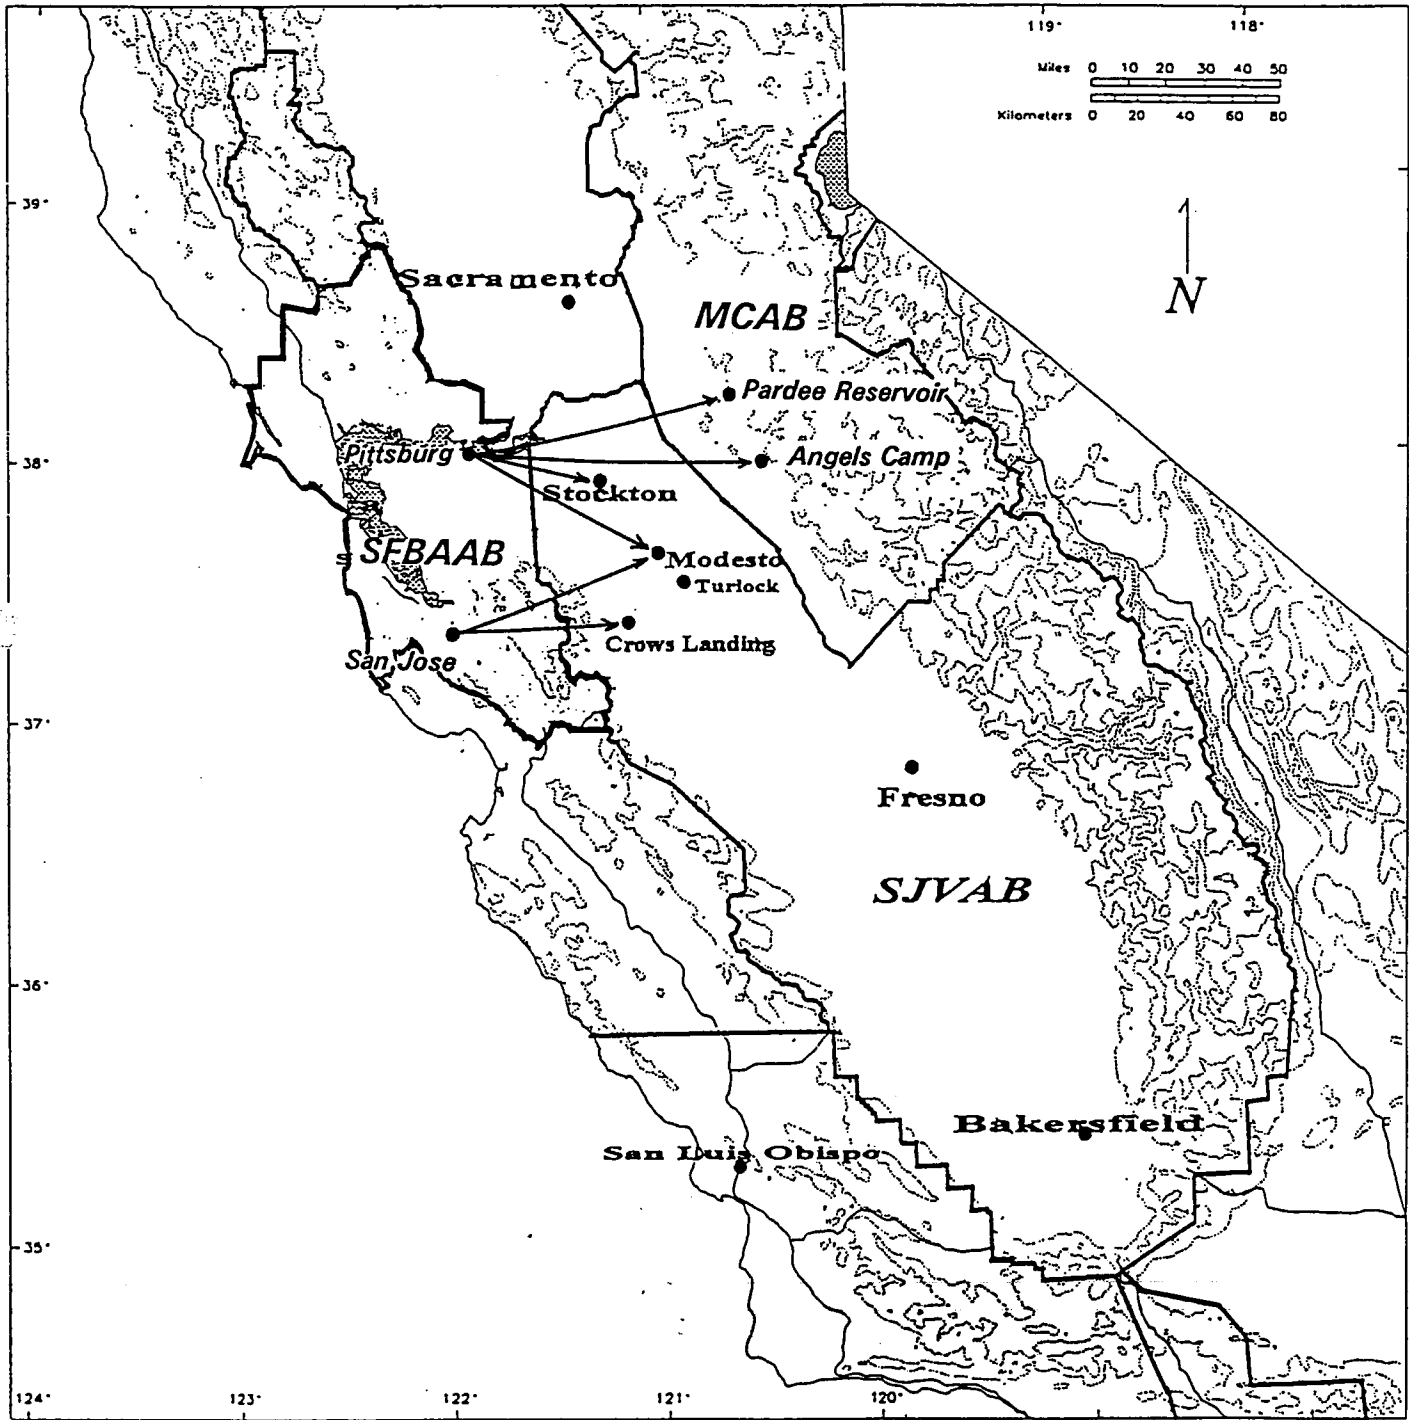 119° 118°
Miles 0 10 20 30 40 50
Kilometers 0 20 40 60 80
39°
N
Sacramento
MCAB
Pardee Reservoir
38°
Pittsburg
Angels Camp
Stockton
S SFBAAB
Modesto
Turlock
Crows Landing
San Jose
37°
Fresno
SJVAB
36°
Bakersfield
San Luis Obispo
35°
34°
124° 123° 122° 121° 120°